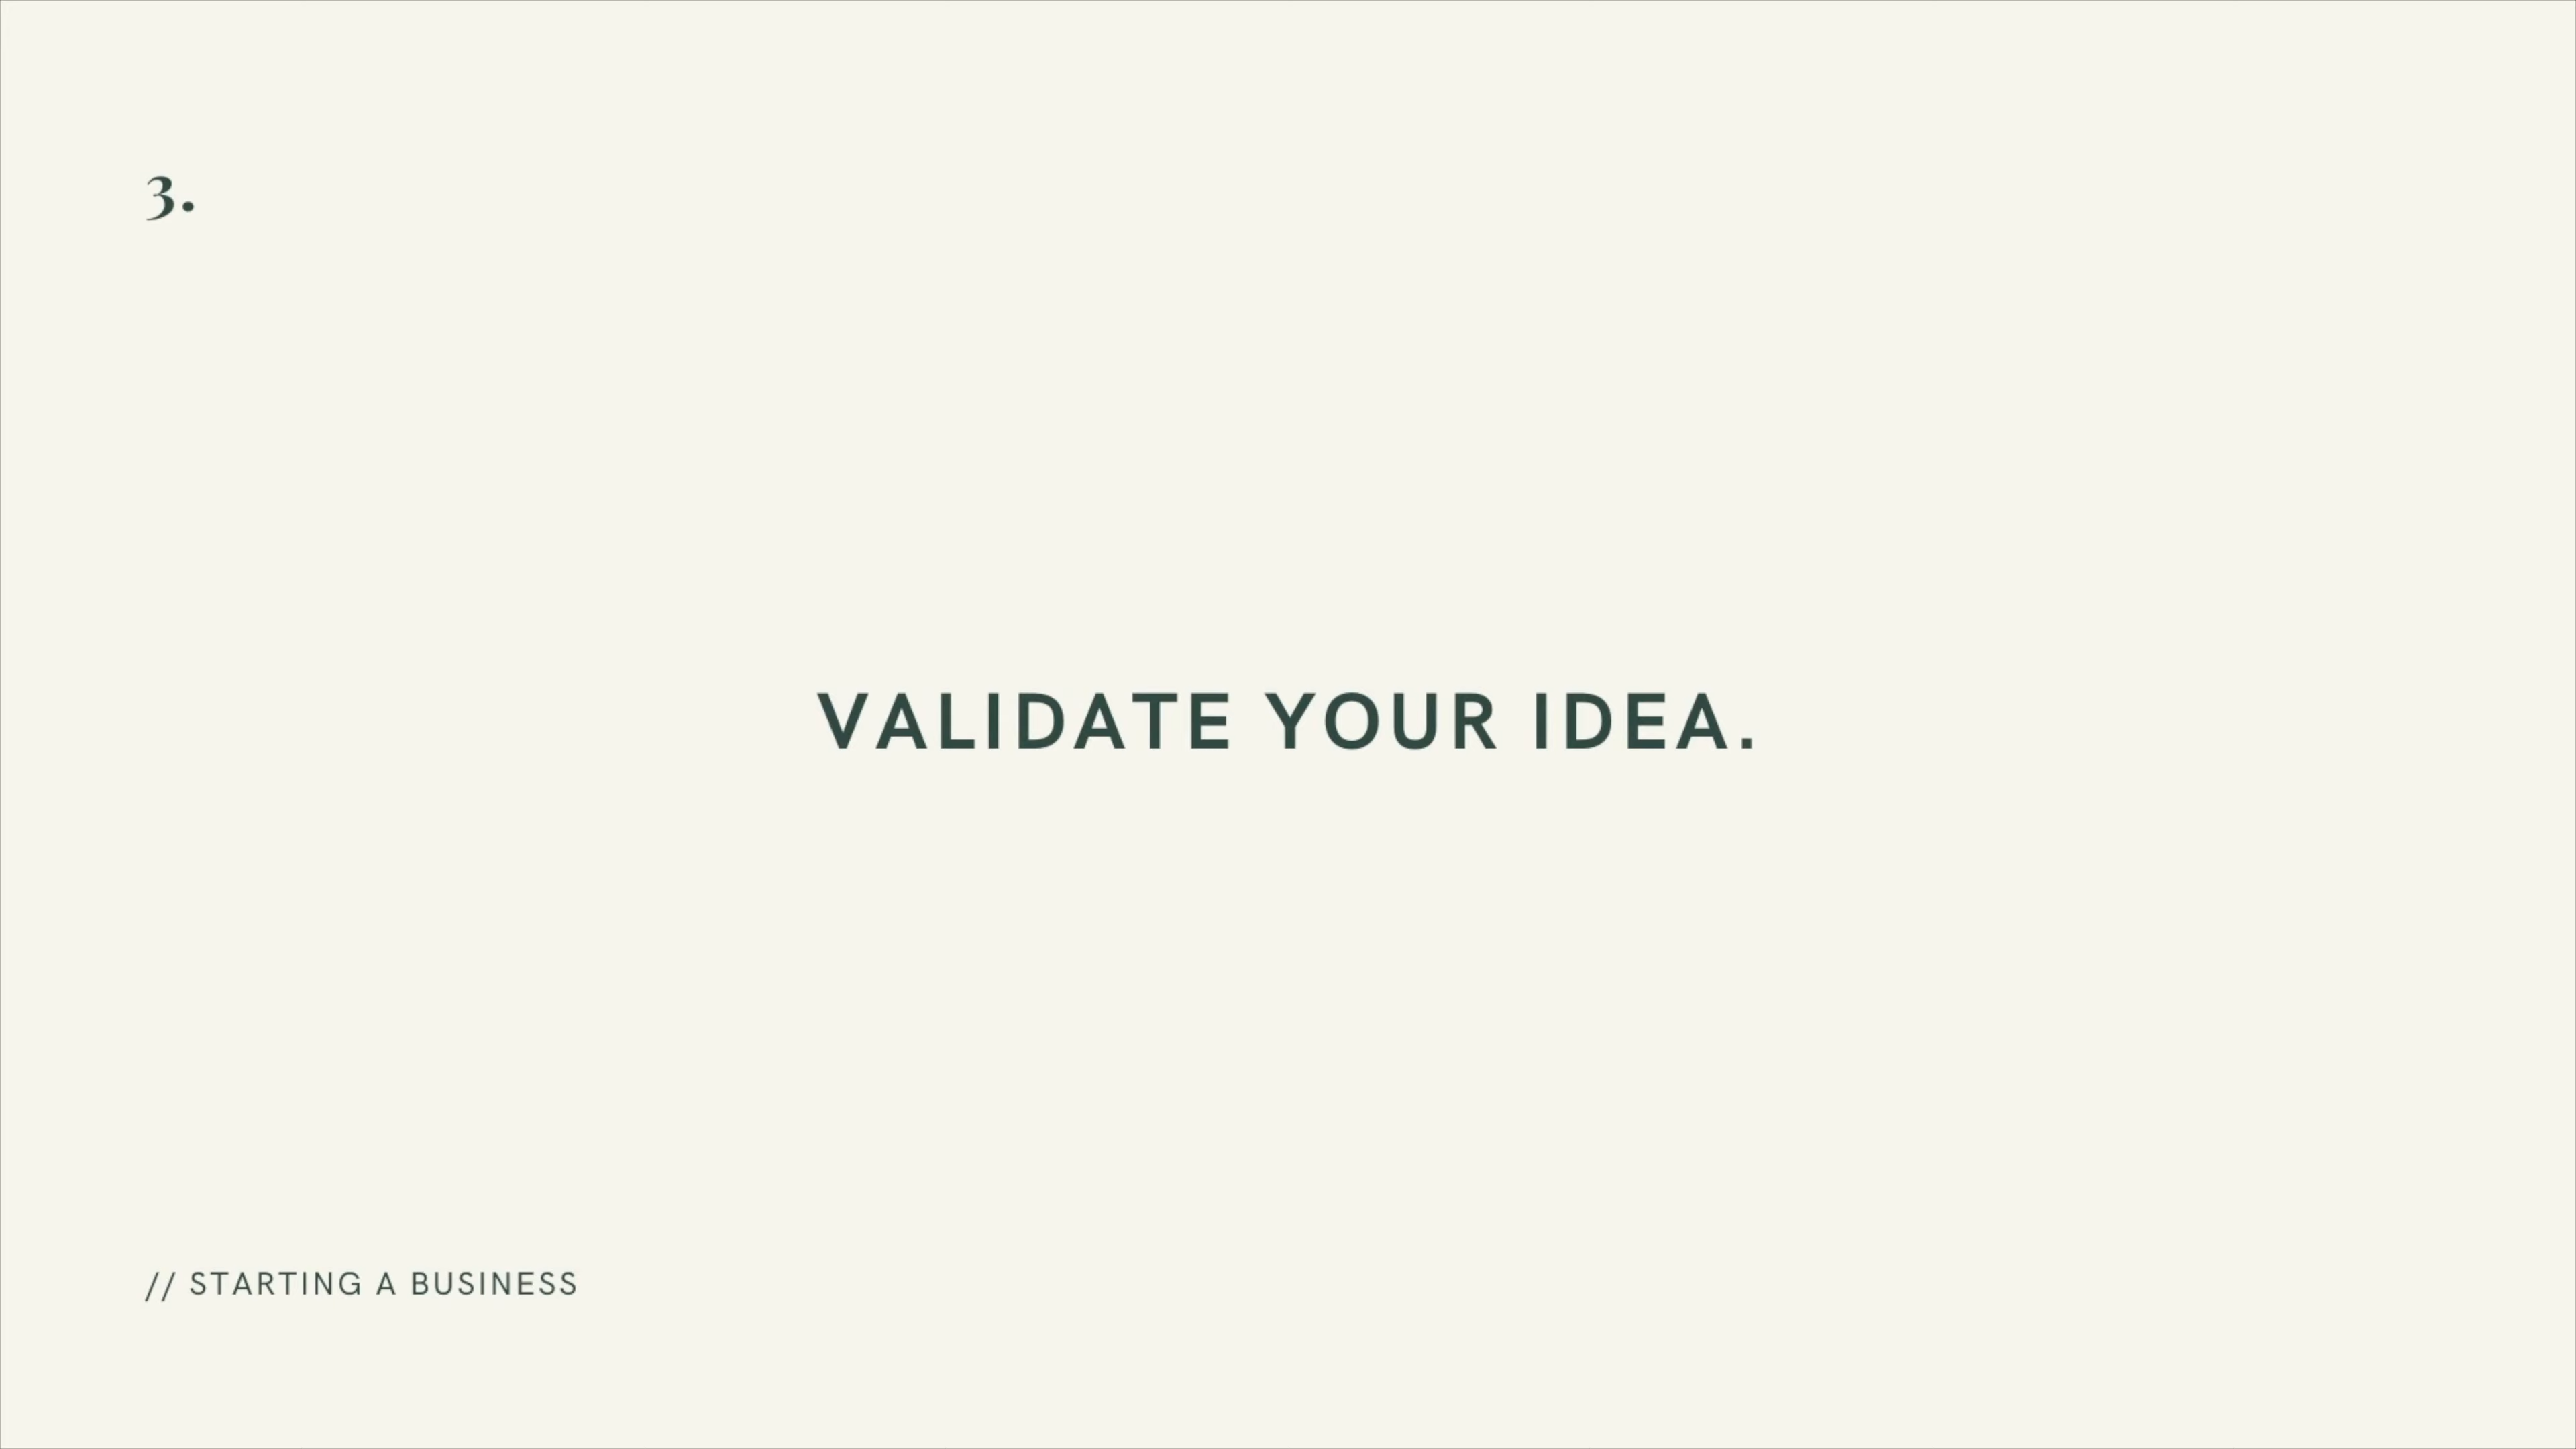 3.
VALIDATE YOUR IDEA.
// STARTING A BUSINESS